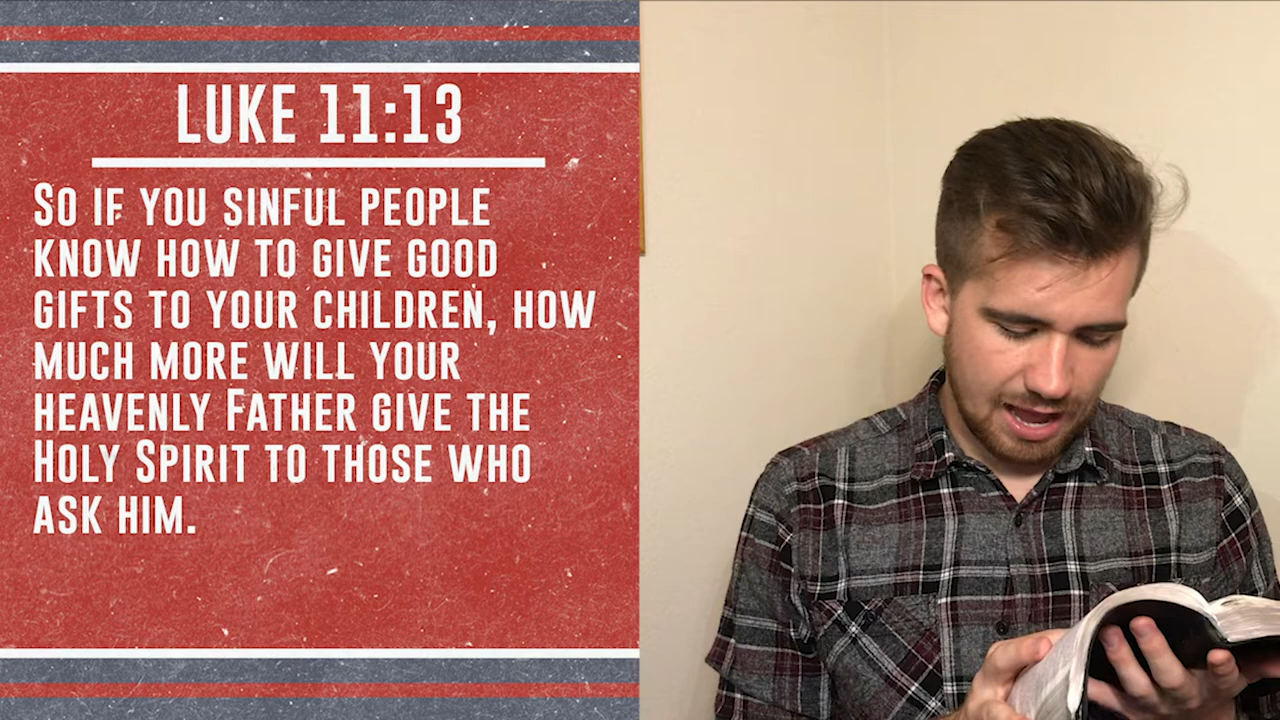 LUKE 11:13
So if you sinful people
know how to give good
gifts to your children, how
much more will your
heavenly Father give the
Holy Spirit to those who
ask him.